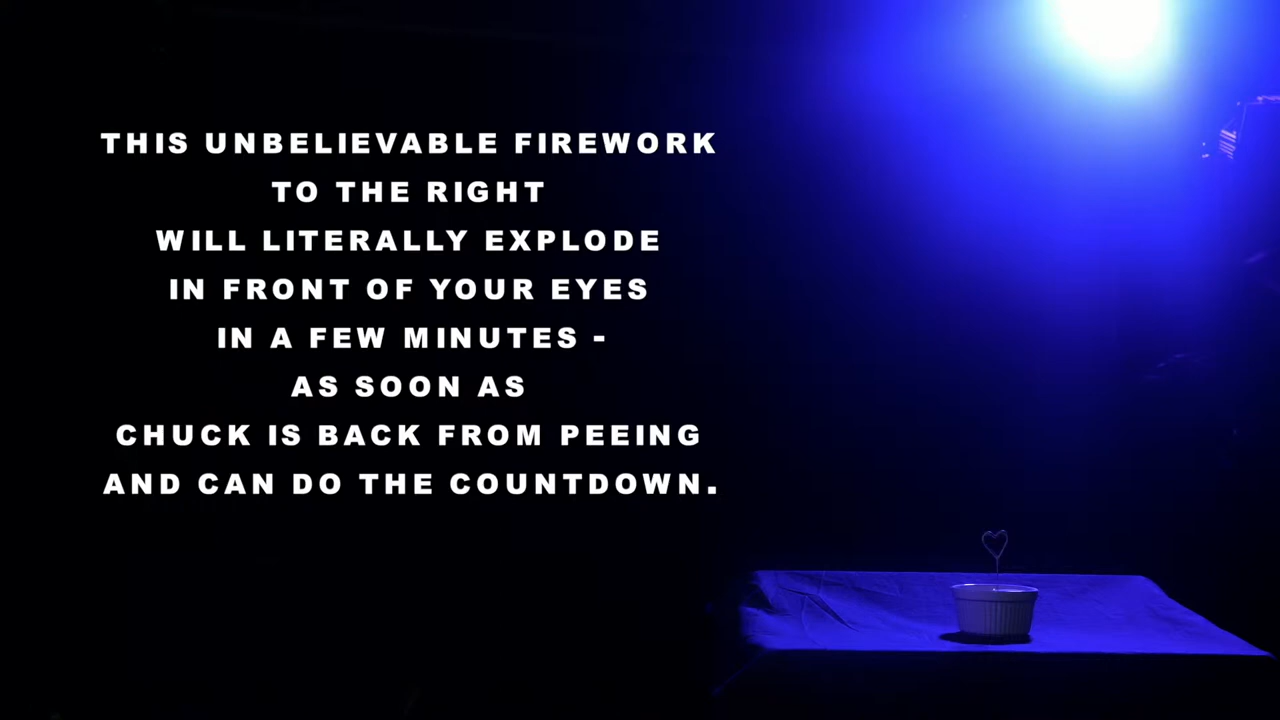 THIS UNBELIEVABLE FIREWORK
TO THE RIGHT
WILL LITERALLY EXPLODE
IN FRONT OF YOUR EYES
IN A FEW MINUTES -
AS SOON AS
CHUCK IS BACK FROM PEEING
AND CAN DO THE COUNTDOWN.